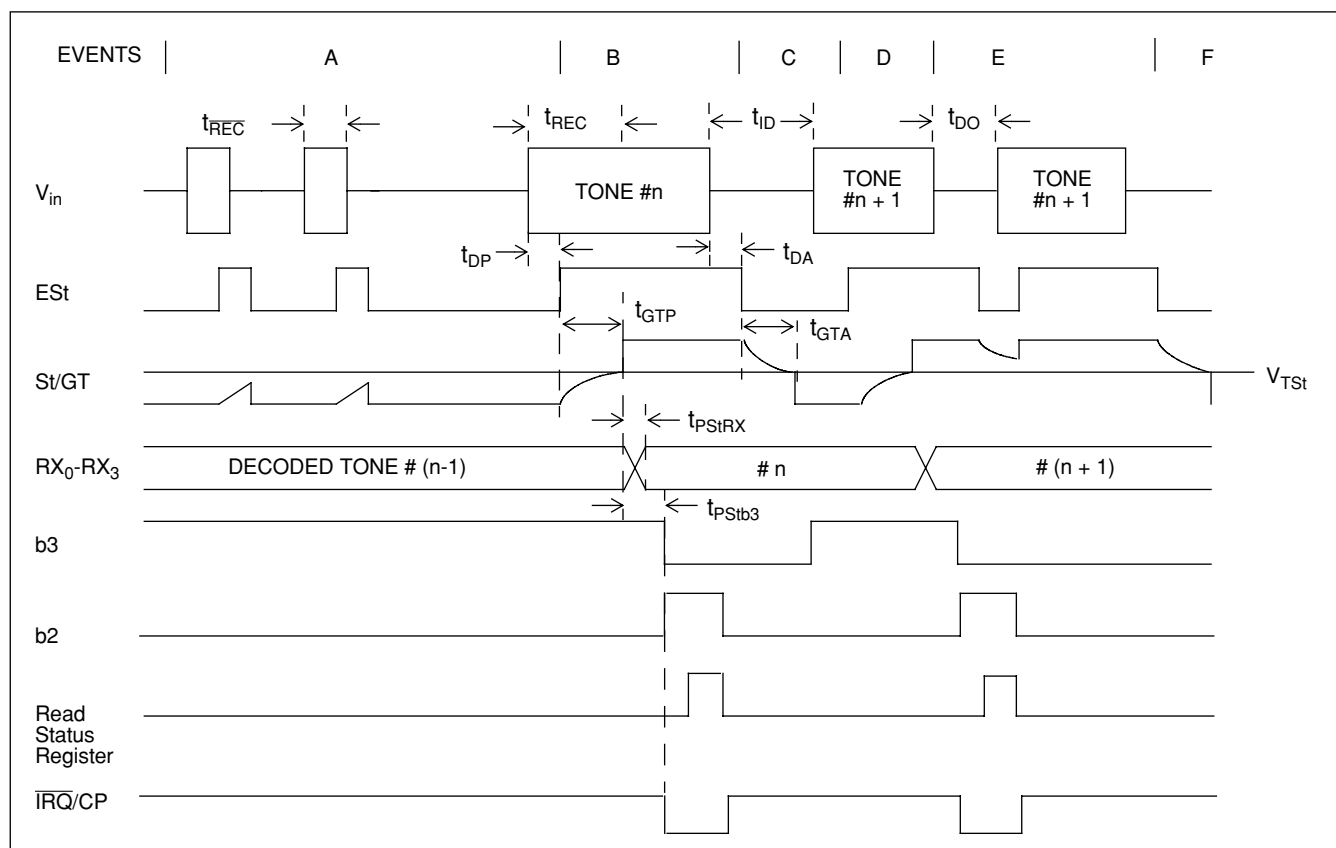 EVENTS A B C D E F
tREC tREC tID tDO
Vin TONE #n TONE #n + 1 TONE #n + 1
tDP tDA
ESt
tGTP tGTA
St/GT VTSt
tPStRX
RX0-RX3 DECODED TONE # (n-1) # n # (n + 1)
tPStb3
b3
b2
Read
Status
Register
IRQ/CP